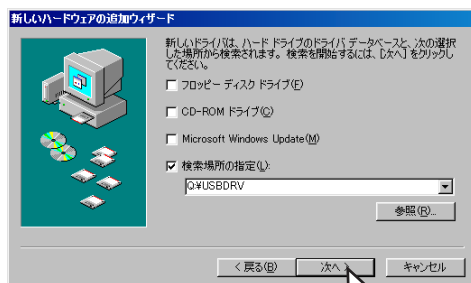 新しいハードウェアの追加ウィザード
新しいドライバは、ハード ドライブのドライバ データベースと、次の選択
した場所から検索されます。検索を開始するには、[次へ] をクリックし
てください。
フロッピー ディスク ドライブ(F)
CD-ROM ドライブ(C)
Microsoft Windows Update(M)
検索場所の指定(L):
Q:¥USBDRV
参照(R)...
< 戻る(B)
次へ >
キャンセル